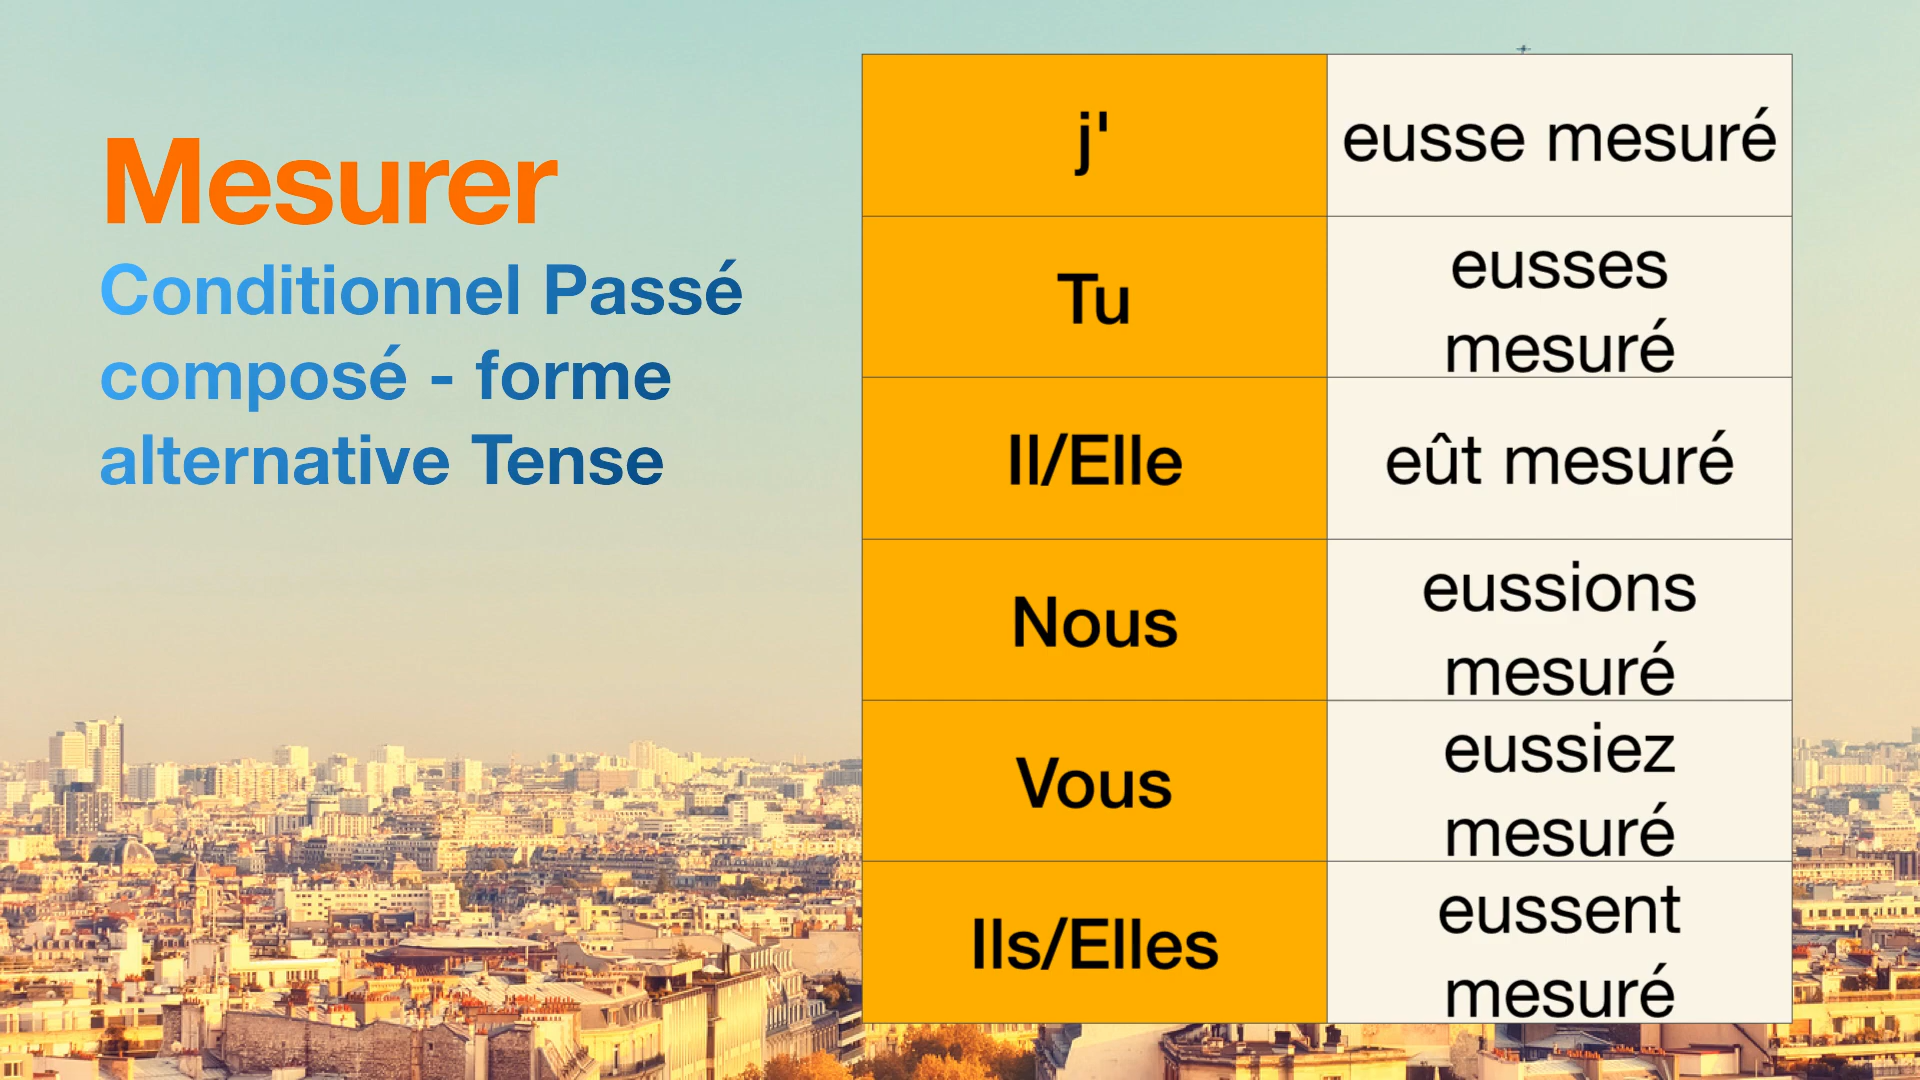 Mesurer
Conditionnel Passé
composé - forme
alternative Tense
j'
eusse mesuré
Tu
eusses
mesuré
Il/Elle
eût mesuré
Nous
eussions
mesuré
Vous
eussiez
mesuré
Ils/Elles
eussent
mesuré